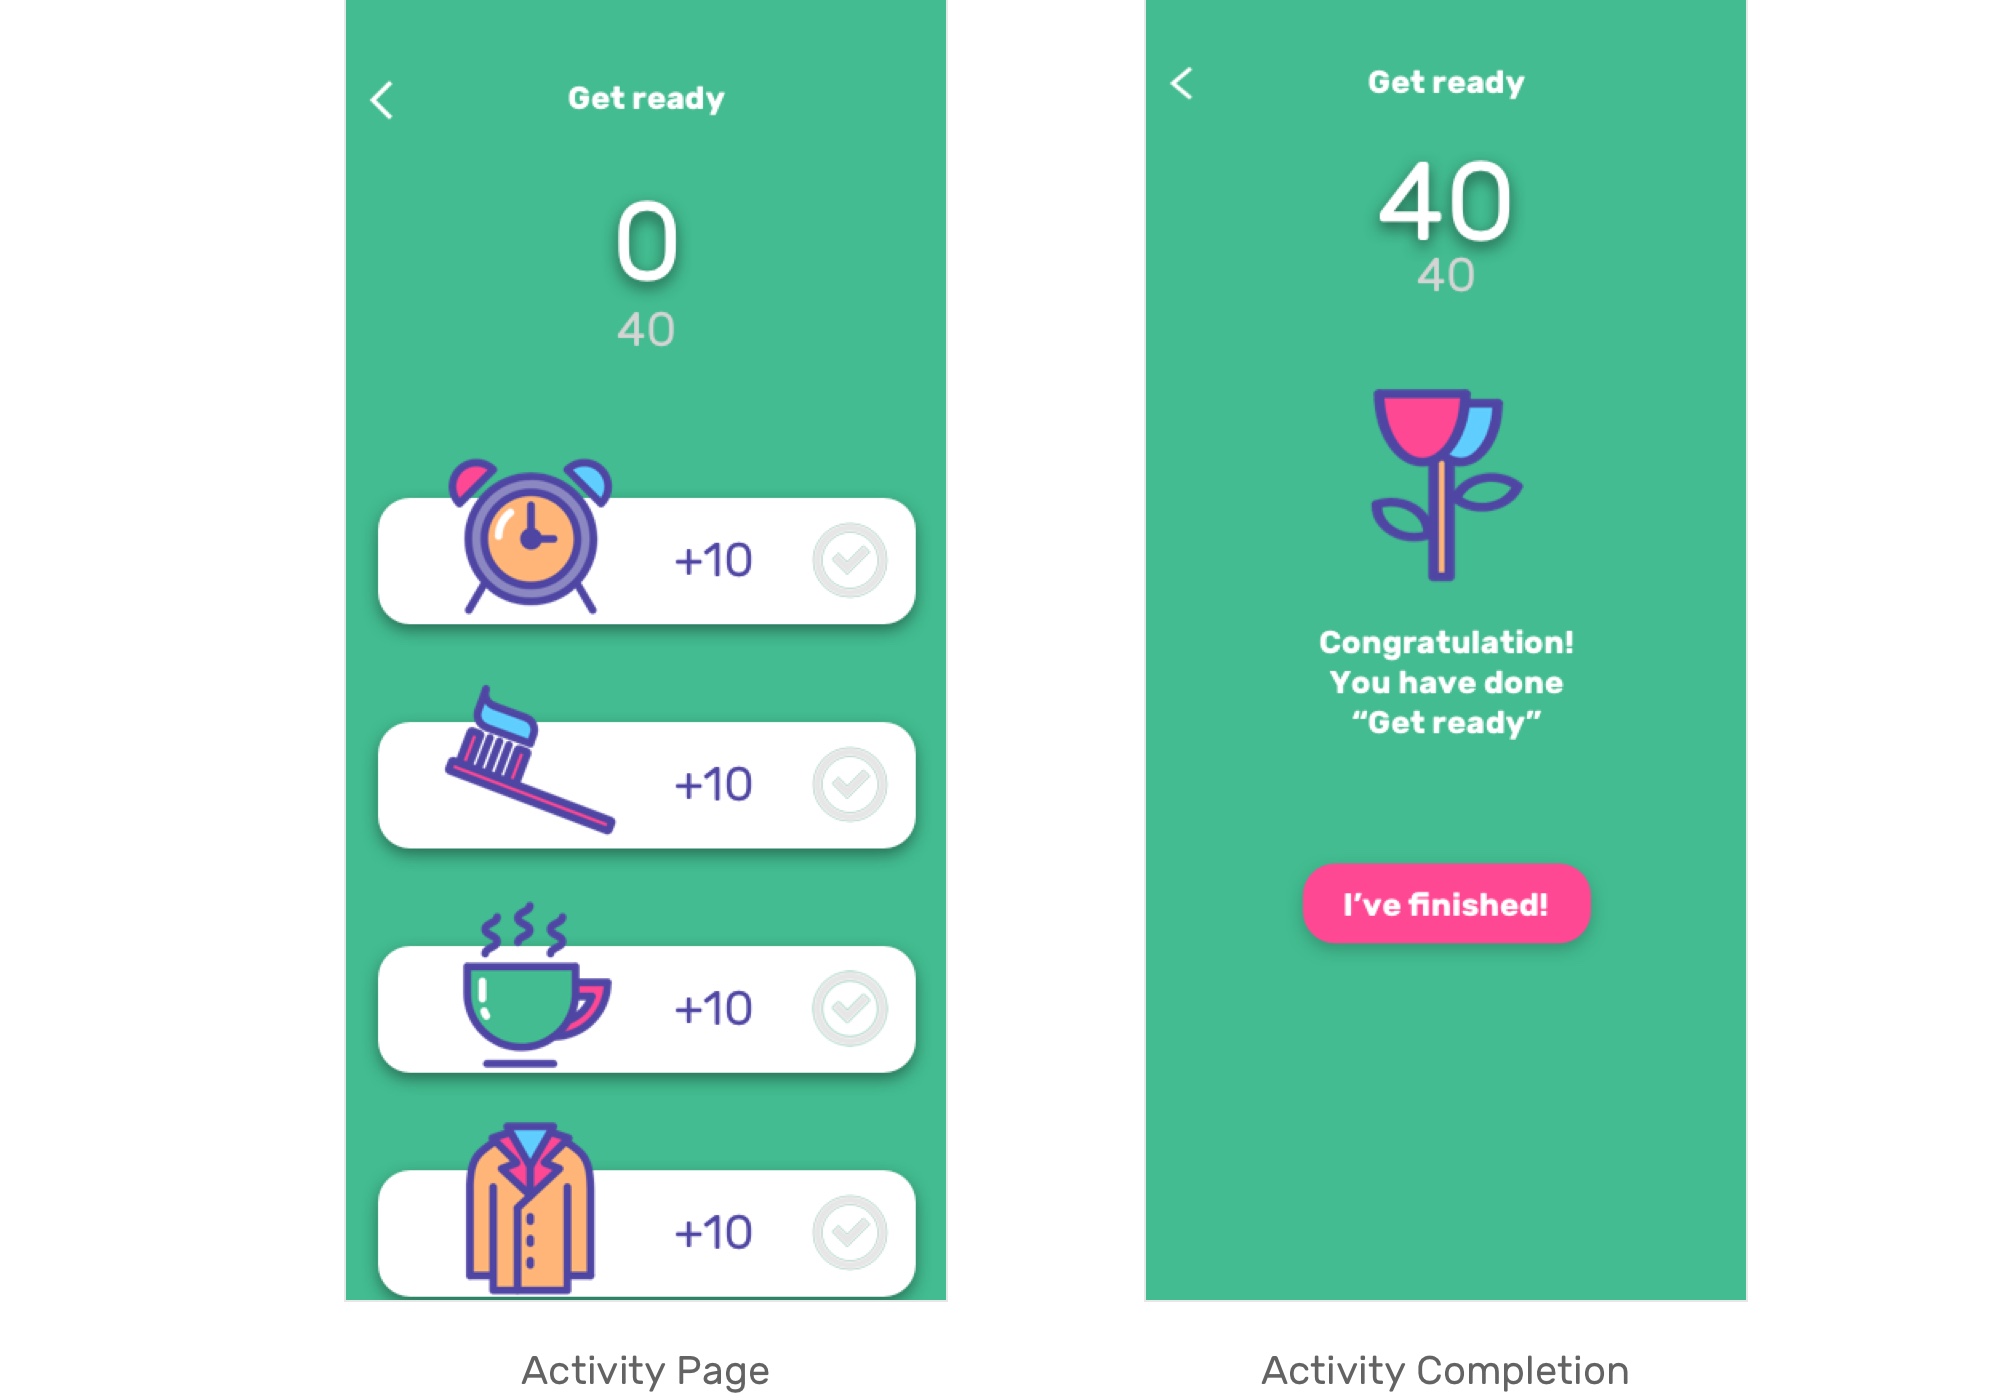 Get ready
0
40
+10
+10
+10
+10
Activity Page
Get ready
40
40
Congratulation!
You have done
“Get ready”
I’ve finished!
Activity Completion